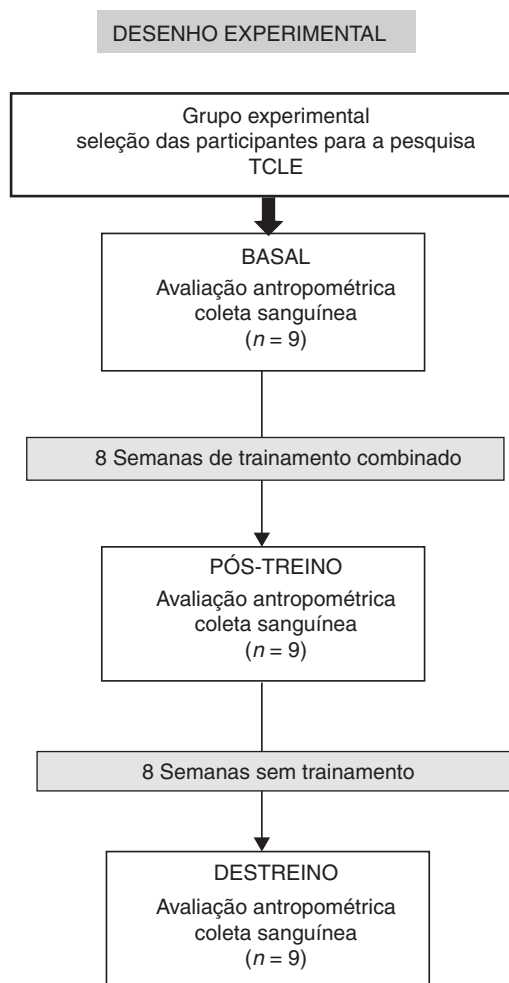 DESENHO EXPERIMENTAL
Grupo experimental
seleção das participantes para a pesquisa
TCLE
BASAL
Avaliação antropométrica
coleta sanguínea
(n = 9)
8 Semanas de trainamento combinado
PÓS-TREINO
Avaliação antropométrica
coleta sanguínea
(n = 9)
8 Semanas sem trainamento
DESTREINO
Avaliação antropométrica
coleta sanguínea
(n = 9)